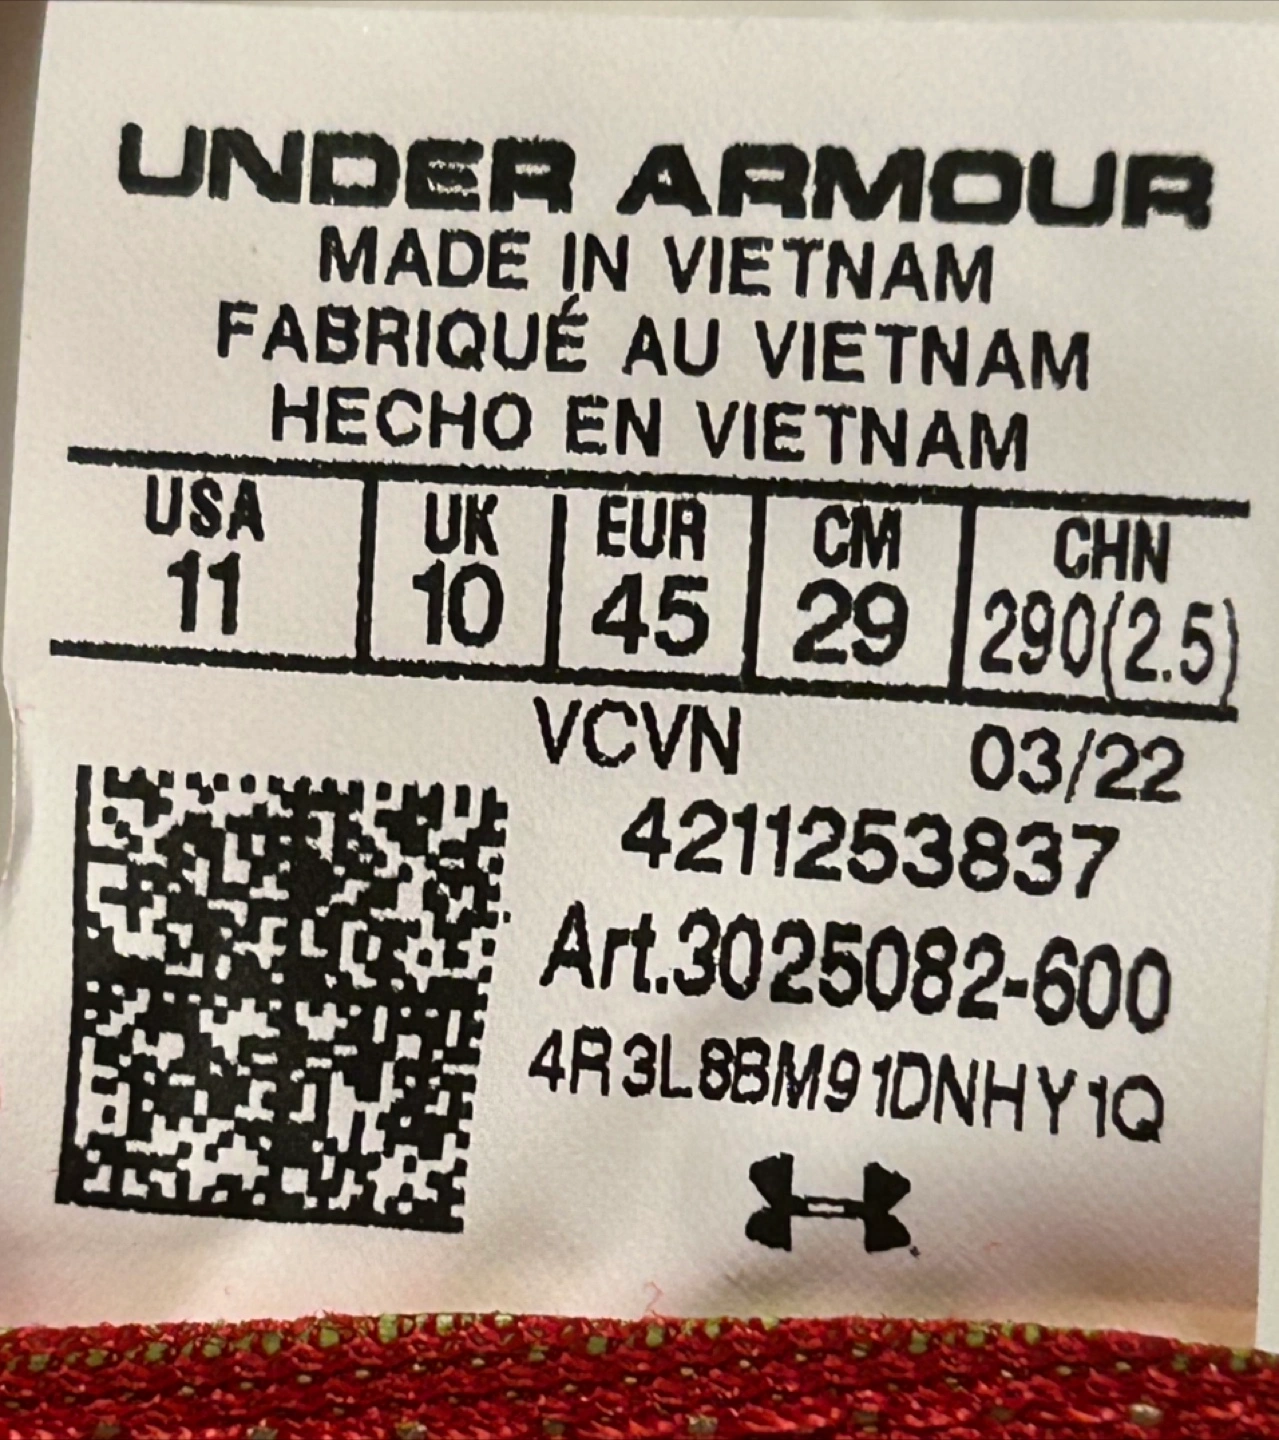 UNDER ARMOUR
MADE IN VIETNAM
FABRIQUÉ AU VIETNAM
HECHO EN VIETNAM
USA UK EUR CM CHN
11 10 45 29 290(2.5)
VCVN 03/22
4211253837
Art.3025082-600
4R3L8BM91DNHY1Q